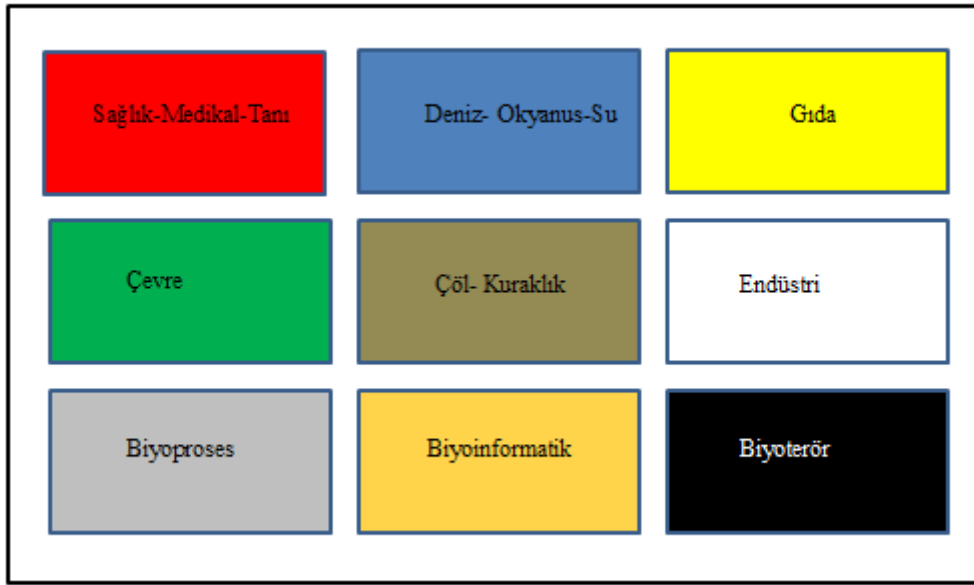 Sağlık-Medikal-Tanı
Deniz- Okyanus-Su
Gıda
Çevre
Çöl- Kuraklık
Endüstri
Biyoproses
Biyoinformatik
Biyoterör